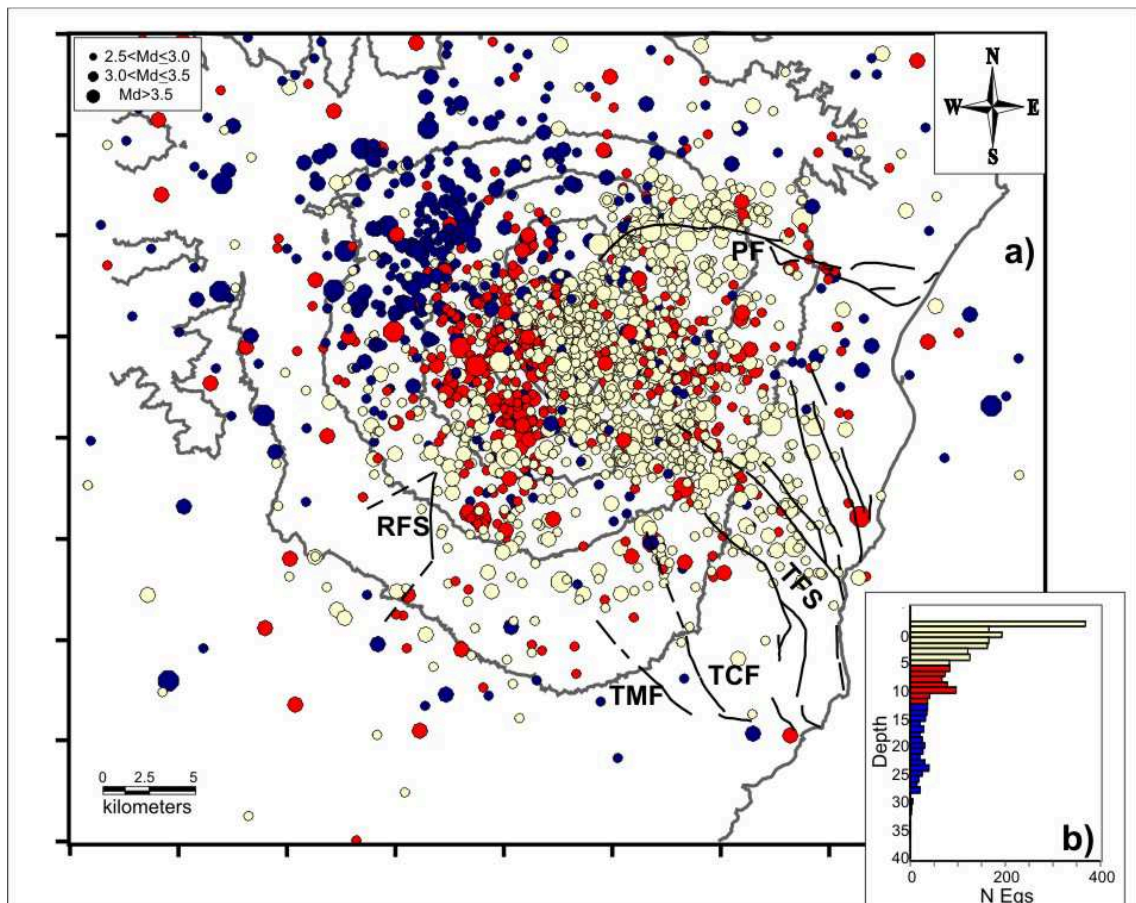 2.5<Md≤3.0
3.0<Md≤3.5
Md>3.5
N
W E
S
a)
PF
RFS
TFS
TCF
TMF
0 2.5 5
kilometers
0
5
10
15
20
25
30
35
40
Depth
b)
0 200 400
N Eqs